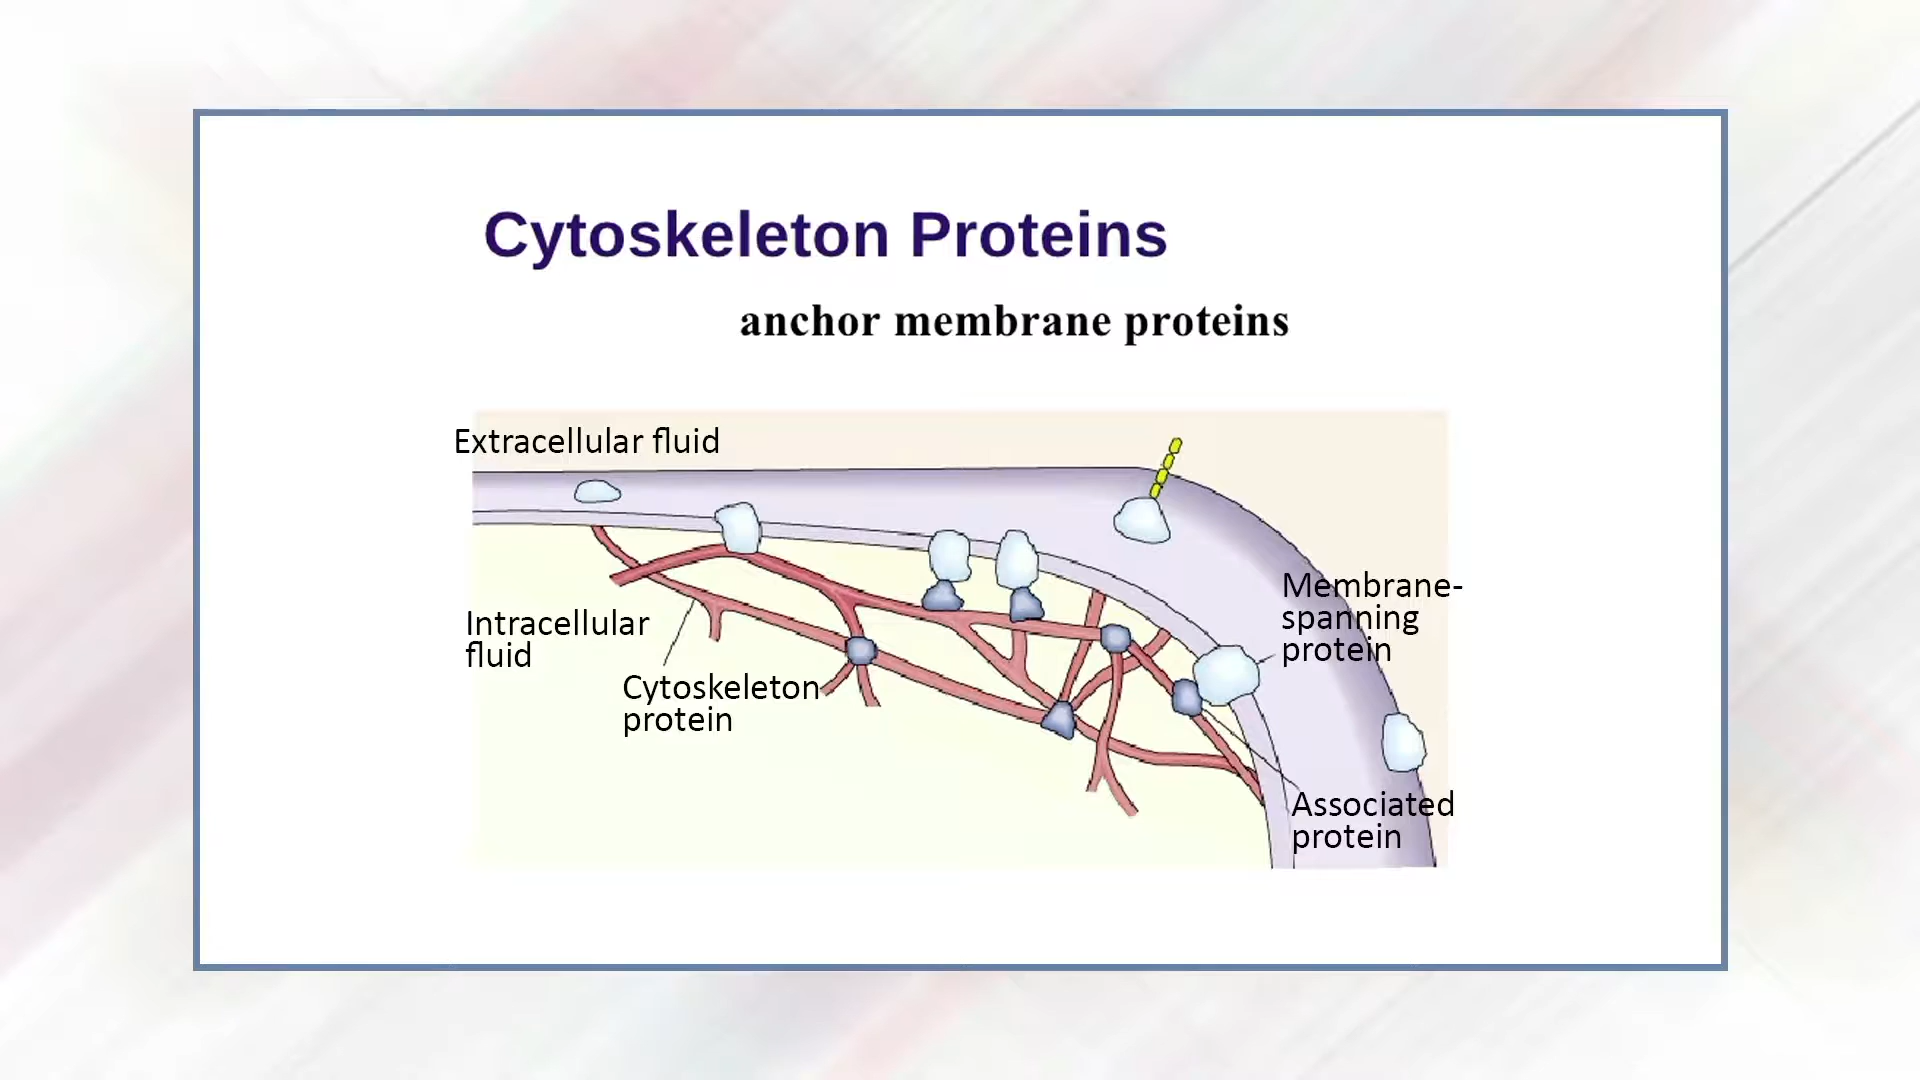 Cytoskeleton Proteins
anchor membrane proteins
Extracellular fluid
Intracellular
fluid
Cytoskeleton
protein
Membrane-
spanning
protein
Associated
protein